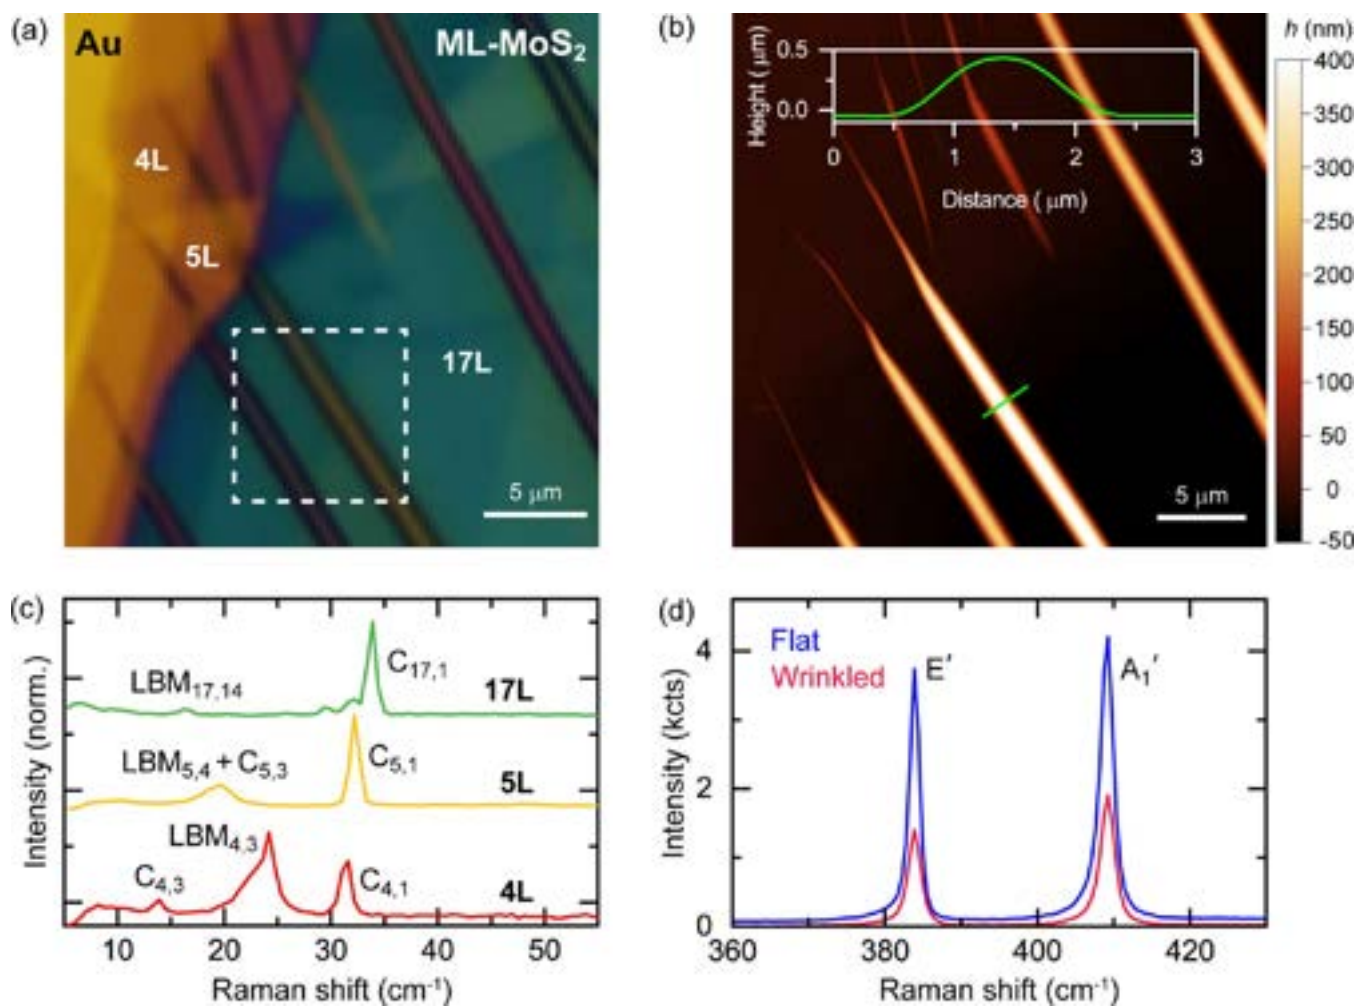 (a)
Au
ML-MoS₂
4L
5L
17L
5 μm
(b)
Height (μm)
0.5
0.0
0
1
2
3
Distance (μm)
5 μm
h (nm)
400
350
300
250
200
150
100
50
0
-50
(c)
Intensity (norm.)
LBM₁₇,₁₄
C₁₇,₁
17L
LBM₅,₄ + C₅,₃
C₅,₁
5L
LBM₄,₃
C₄,₃
C₄,₁
4L
10
20
30
40
50
Raman shift (cm⁻¹)
(d)
Intensity (kcts)
4
2
0
Flat
Wrinkled
E′
A₁′
360
380
400
420
Raman shift (cm⁻¹)